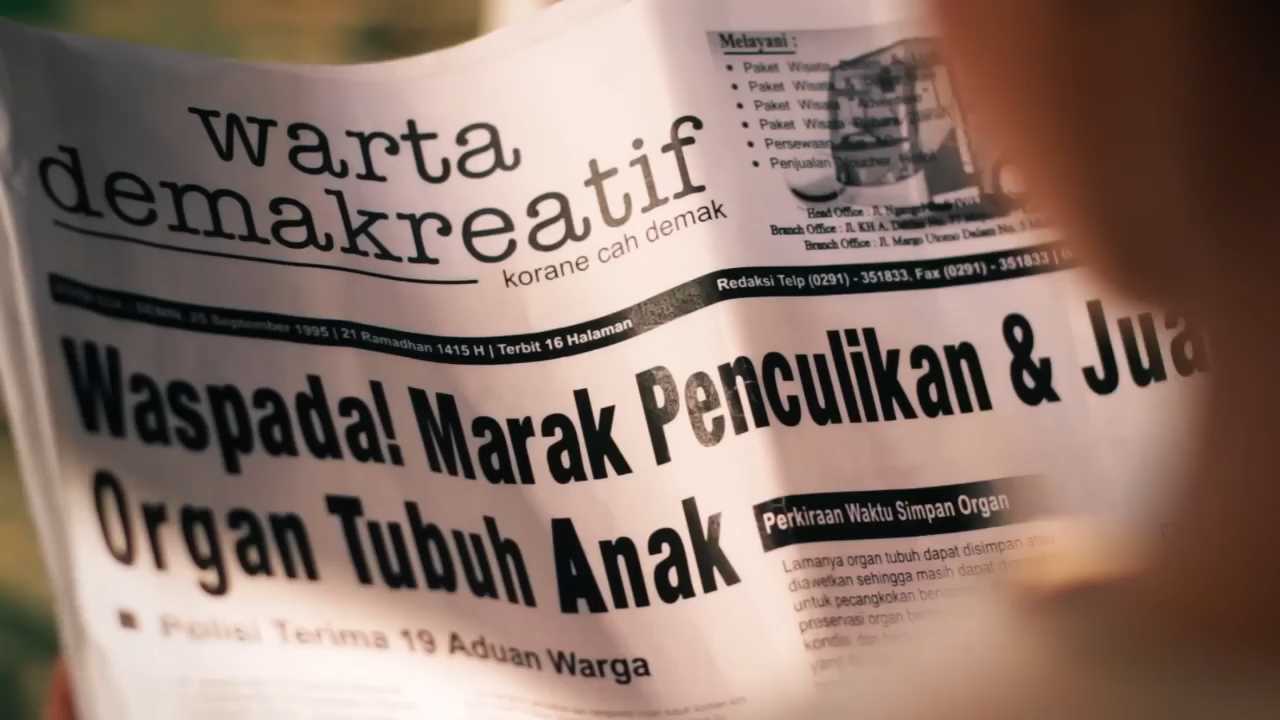 warta
demakreatif
korane cah demak
Melayani :
• Paket Wisata
• Paket Wisata
• Paket Wisata
• Paket Wisata
• Persewaan
• Penjualan Voucher
Head Office : Jl.
Branch Office : Jl. KH A.
Branch Office : Jl. Margo Utomo Dalam No.
SENIN, 25 September 1995 | 21 Ramadhan 1415 H | Terbit 16 Halaman
Redaksi Telp (0291) - 351833, Fax (0291) - 351833 |
Waspada! Marak Penculikan & Jua
Organ Tubuh Anak
Polisi Terima 19 Aduan Warga
Perkiraan Waktu Simpan Organ
Lamanya organ tubuh dapat disimpan
diawetkan sehingga masih dapat
untuk pecangkokan
preservasi organ
kondisi dan
yang